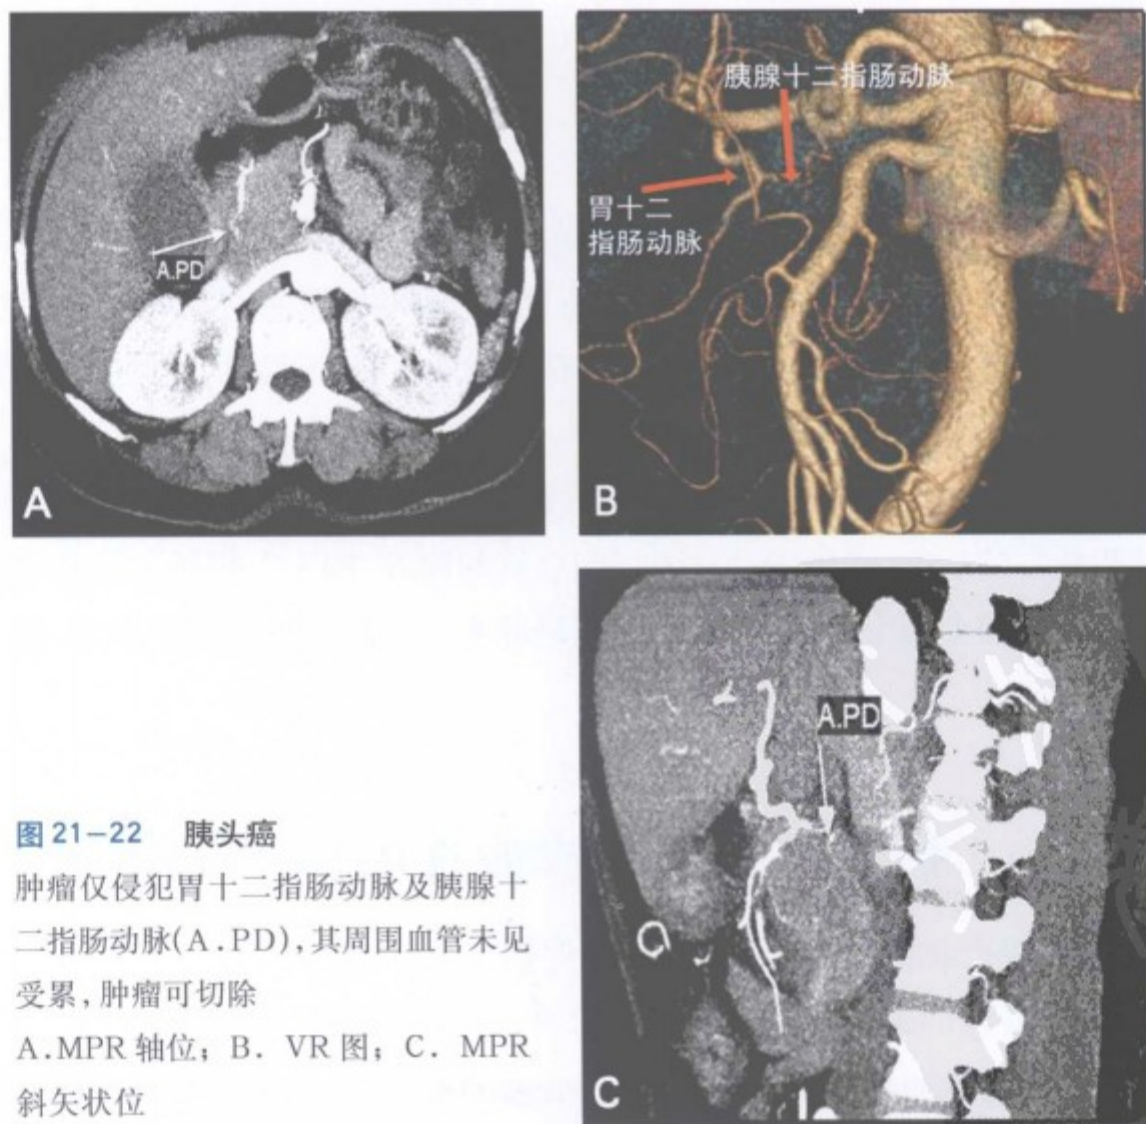 A.PD
A
胰腺十二指肠动脉
胃十二
指肠动脉
B
A.PD
C
图 21-22 胰头癌
肿瘤仅侵犯胃十二指肠动脉及胰腺十
二指肠动脉(A.PD),其周围血管未见
受累,肿瘤可切除
A.MPR 轴位; B. VR 图; C. MPR
斜矢状位